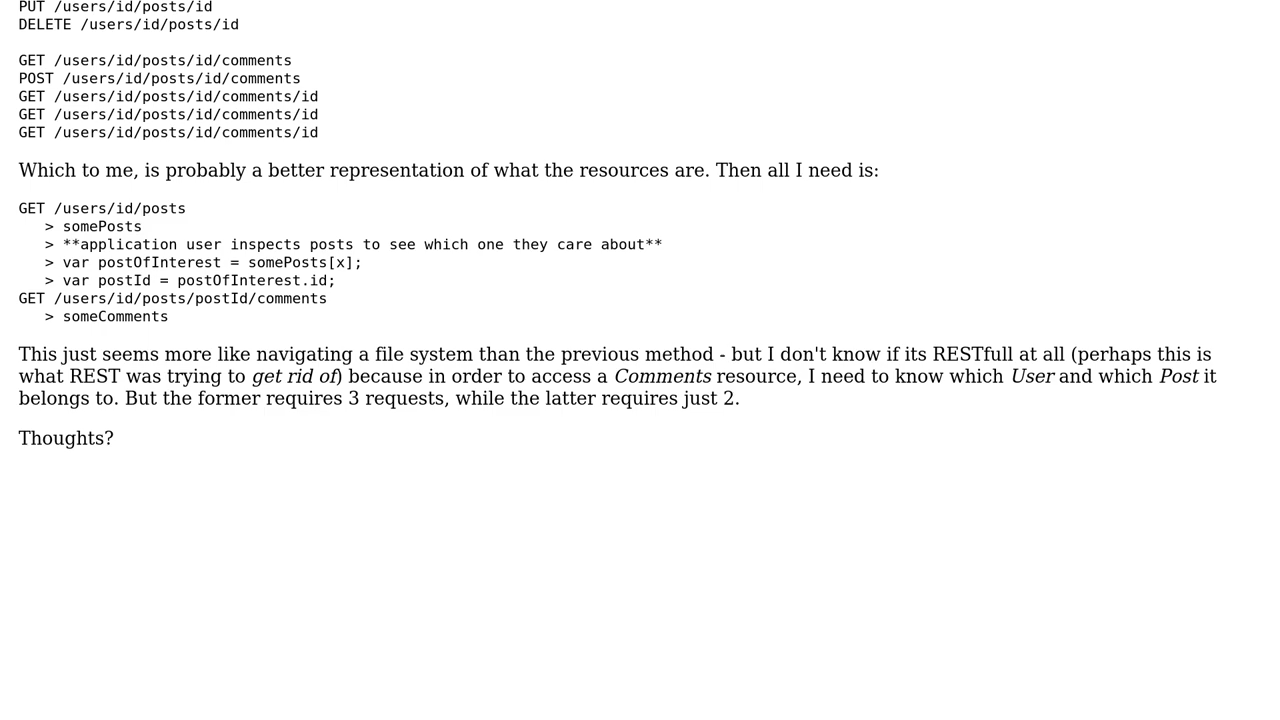 PUT /users/id/posts/id
DELETE /users/id/posts/id
GET /users/id/posts/id/comments
POST /users/id/posts/id/comments
GET /users/id/posts/id/comments/id
GET /users/id/posts/id/comments/id
GET /users/id/posts/id/comments/id
Which to me, is probably a better representation of what the resources are. Then all I need is:
GET /users/id/posts
> somePosts
> **application user inspects posts to see which one they care about**
> var postOfInterest = somePosts[x];
> var postId = postOfInterest.id;
GET /users/id/posts/postId/comments
> someComments
This just seems more like navigating a file system than the previous method - but I don't know if its RESTfull at all (perhaps this is
what REST was trying to get rid of) because in order to access a Comments resource, I need to know which User and which Post it
belongs to. But the former requires 3 requests, while the latter requires just 2.
Thoughts?